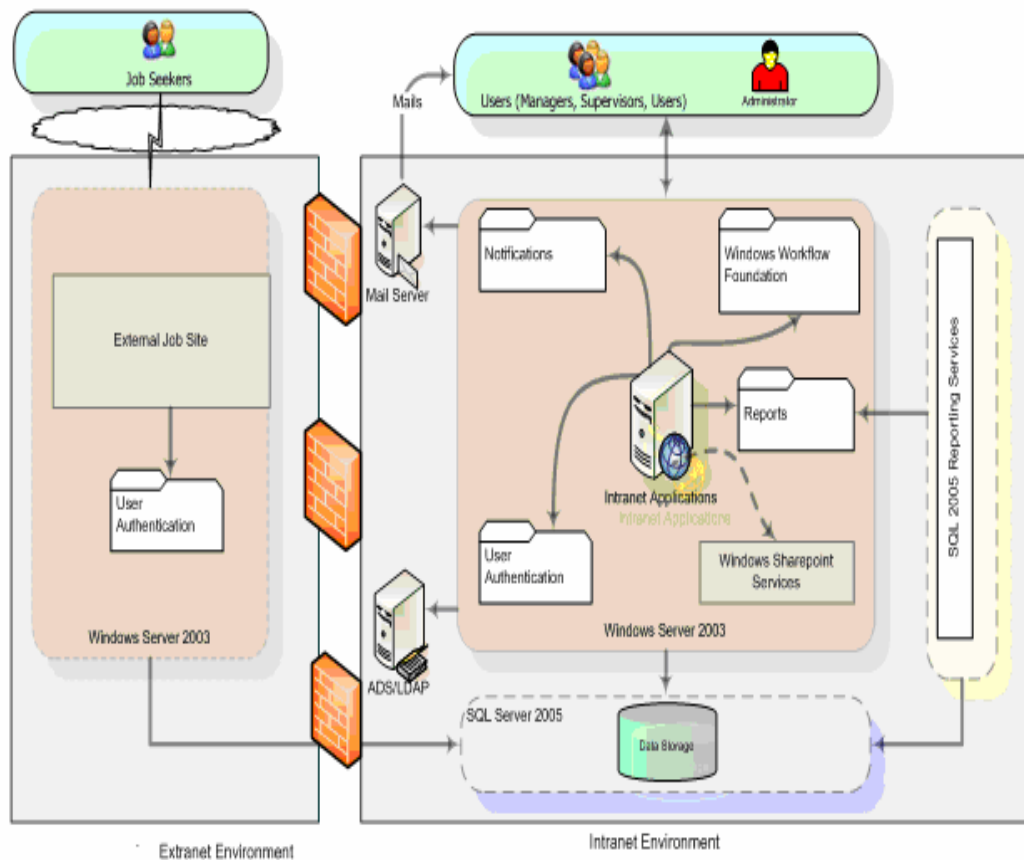 Job Seekers
Mails
Users (Managers, Supervisors, Users)
Administrator
External Job Site
User
Authentication
Windows Server 2003
Mail Server
ADS/LDAP
Notifications
Windows Workflow
Foundation
Reports
Intranet Applications
Intranet Applications
User
Authentication
Windows Sharepoint
Services
Windows Server 2003
SQL 2005 Reporting Services
SQL Server 2005
Data Storage
Extranet Environment
Intranet Environment